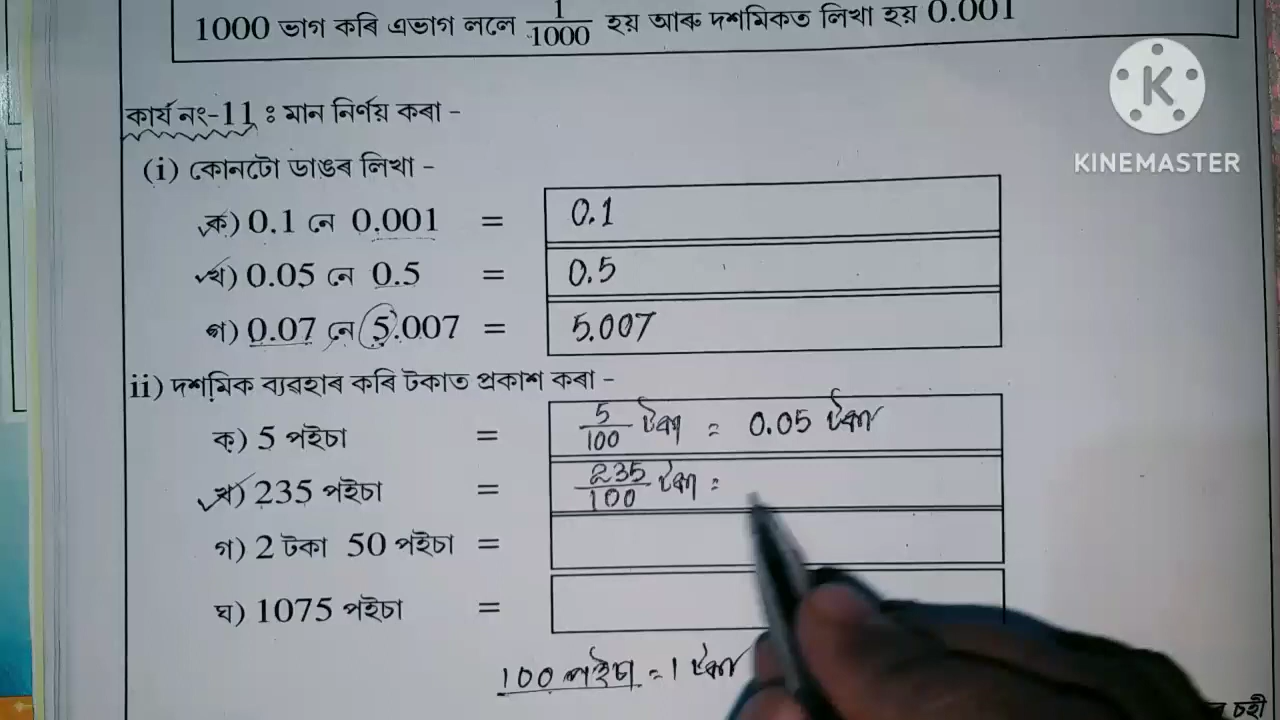 1000 ভাগ কৰি এভাগ ললে 1/1000 হয় আৰু দশমিকত লিখা হয় 0.001
কাৰ্য নং-11 ঃ মান নিৰ্ণয় কৰা -
(i) কোনটো ডাঙৰ লিখা -
ক) 0.1 নে 0.001 = 0.1
খ) 0.05 নে 0.5 = 0.5
গ) 0.07 নে 5.007 = 5.007
ii) দশমিক ব্যৱহাৰ কৰি টকাত প্ৰকাশ কৰা -
ক) 5 পইচা = 5/100 টকা = 0.05 টকা
খ) 235 পইচা = 235/100 টকা =
গ) 2 টকা 50 পইচা =
ঘ) 1075 পইচা =
100 পইচা = 1 টকা
KINEMASTER